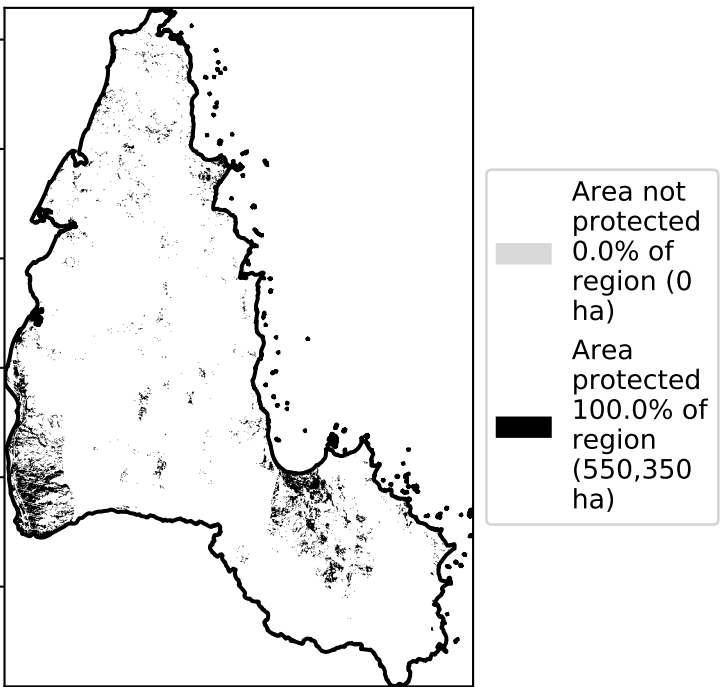 Area not
protected
0.0% of
region (0
ha)
Area
protected
100.0% of
region
(550,350
ha)